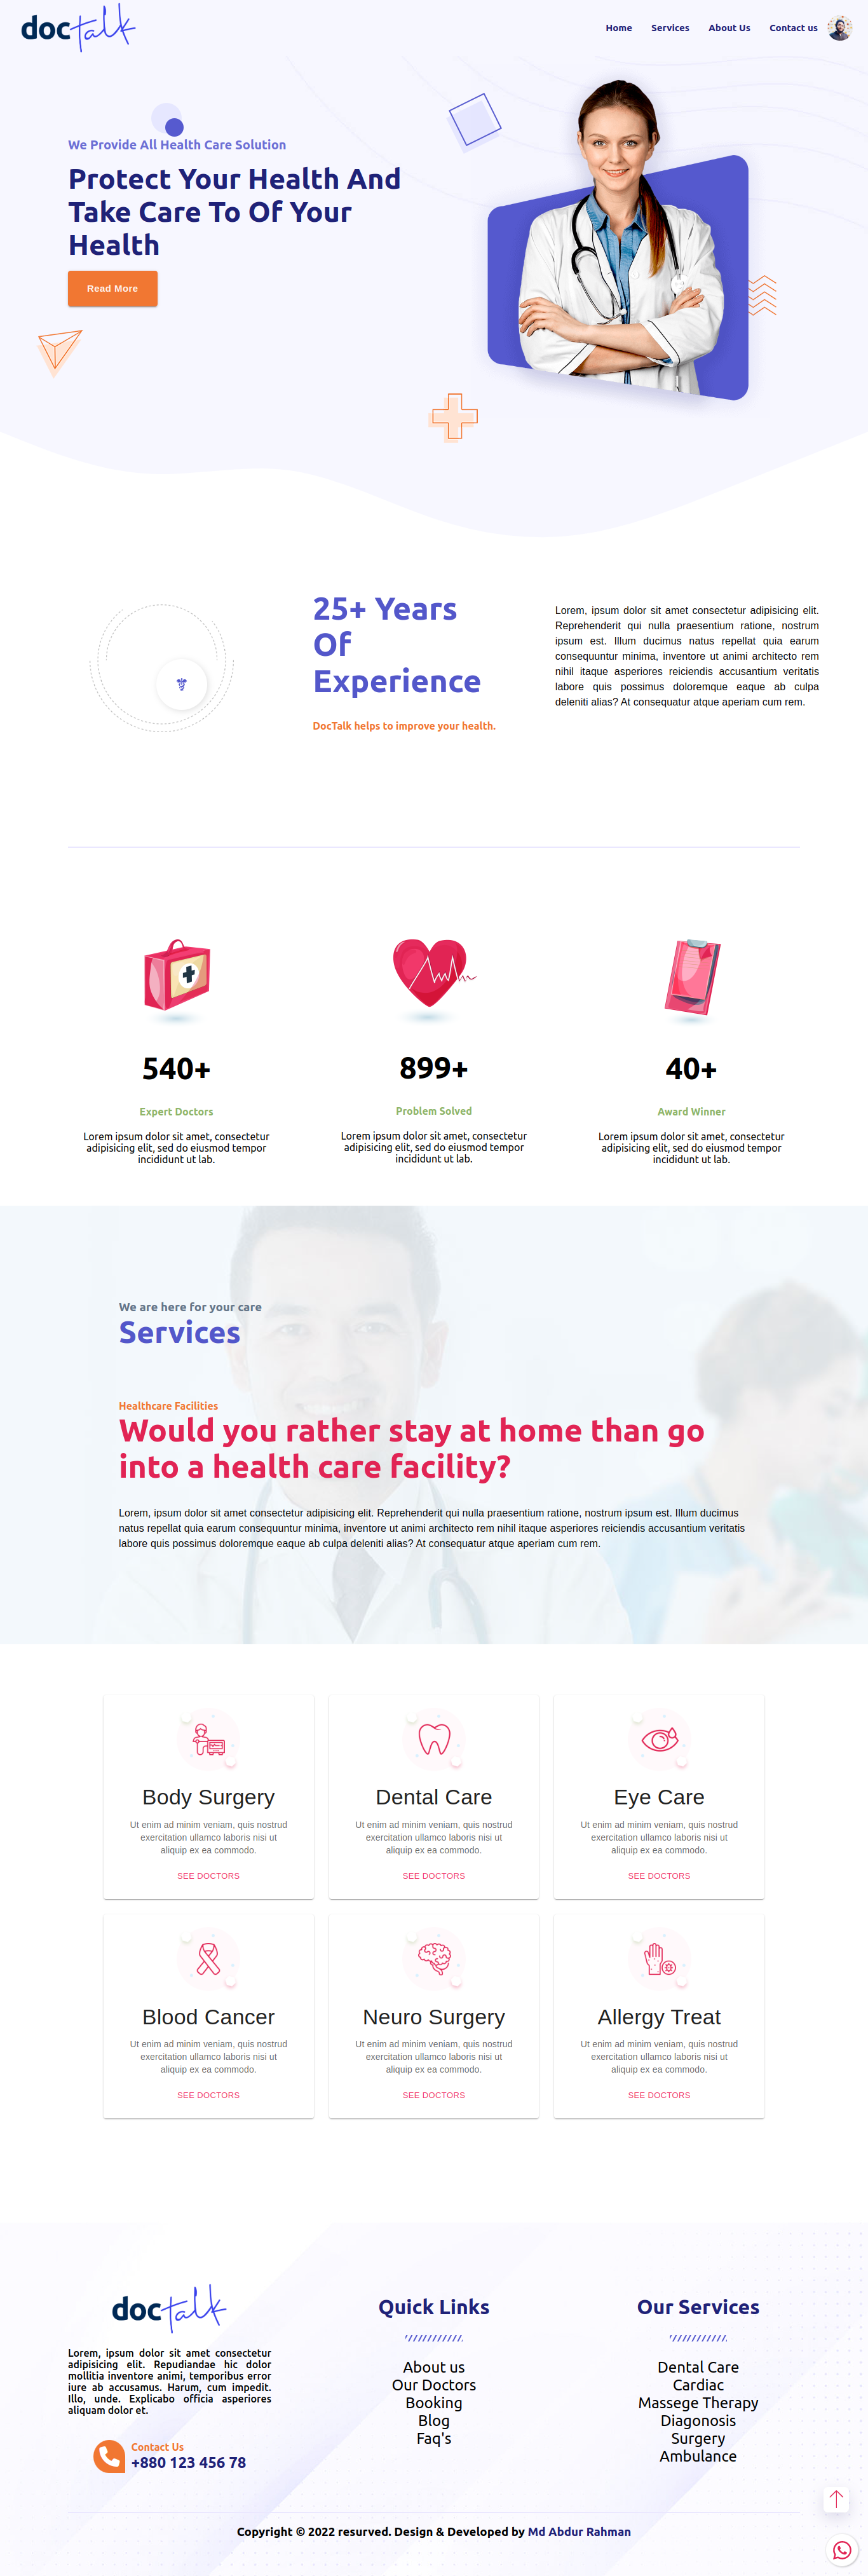 doctalk
Home Services About Us Contact us
We Provide All Health Care Solution
Protect Your Health And
Take Care To Of Your
Health
Read More
25+ Years
Of
Experience
DocTalk helps to improve your health.
Lorem, ipsum dolor sit amet consectetur adipisicing elit.
Reprehenderit qui nulla praesentium ratione, nostrum
ipsum est. Illum ducimus natus repellat quia earum
consequuntur minima, inventore ut animi architecto rem
nihil itaque asperiores reiciendis accusantium veritatis
labore quis possimus doloremque eaque ab culpa
deleniti alias? At consequatur atque aperiam cum rem.
540+
Expert Doctors
Lorem ipsum dolor sit amet, consectetur
adipisicing elit, sed do eiusmod tempor
incididunt ut lab.
899+
Problem Solved
Lorem ipsum dolor sit amet, consectetur
adipisicing elit, sed do eiusmod tempor
incididunt ut lab.
40+
Award Winner
Lorem ipsum dolor sit amet, consectetur
adipisicing elit, sed do eiusmod tempor
incididunt ut lab.
We are here for your care
Services
Healthcare Facilities
Would you rather stay at home than go
into a health care facility?
Lorem, ipsum dolor sit amet consectetur adipisicing elit. Reprehenderit qui nulla praesentium ratione, nostrum ipsum est. Illum ducimus
natus repellat quia earum consequuntur minima, inventore ut animi architecto rem nihil itaque asperiores reiciendis accusantium veritatis
labore quis possimus doloremque eaque ab culpa deleniti alias? At consequatur atque aperiam cum rem.
Body Surgery
Ut enim ad minim veniam, quis nostrud
exercitation ullamco laboris nisi ut
aliquip ex ea commodo.
SEE DOCTORS
Dental Care
Ut enim ad minim veniam, quis nostrud
exercitation ullamco laboris nisi ut
aliquip ex ea commodo.
SEE DOCTORS
Eye Care
Ut enim ad minim veniam, quis nostrud
exercitation ullamco laboris nisi ut
aliquip ex ea commodo.
SEE DOCTORS
Blood Cancer
Ut enim ad minim veniam, quis nostrud
exercitation ullamco laboris nisi ut
aliquip ex ea commodo.
SEE DOCTORS
Neuro Surgery
Ut enim ad minim veniam, quis nostrud
exercitation ullamco laboris nisi ut
aliquip ex ea commodo.
SEE DOCTORS
Allergy Treat
Ut enim ad minim veniam, quis nostrud
exercitation ullamco laboris nisi ut
aliquip ex ea commodo.
SEE DOCTORS
doctalk
Lorem, ipsum dolor sit amet consectetur
adipisicing elit. Repudiandae hic dolor
mollitia inventore animi, temporibus error
iure ab accusamus. Harum, cum impedit.
Illo, unde. Explicabo officia asperiores
aliquam dolor et.
Contact Us
+880 123 456 78
Quick Links
About us
Our Doctors
Booking
Blog
Faq's
Our Services
Dental Care
Cardiac
Massege Therapy
Diagonosis
Surgery
Ambulance
Copyright © 2022 resurved. Design & Developed by Md Abdur Rahman